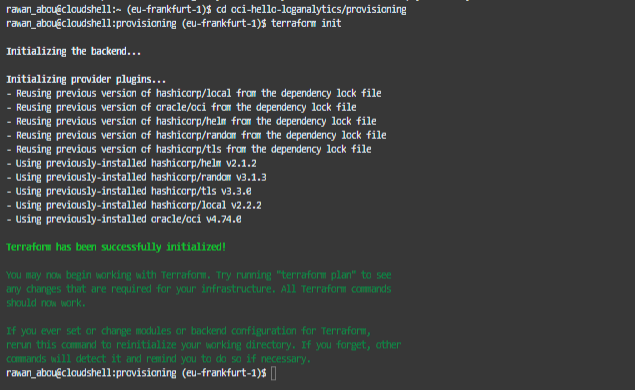 rawan_abou@cloudshell:~ (eu-frankfurt-1)$ cd oci-hello-loganalytics/provisioning
rawan_abou@cloudshell:provisioning (eu-frankfurt-1)$ terraform init
Initializing the backend...
Initializing provider plugins...
- Reusing previous version of hashicorp/local from the dependency lock file
- Reusing previous version of oracle/oci from the dependency lock file
- Reusing previous version of hashicorp/helm from the dependency lock file
- Reusing previous version of hashicorp/random from the dependency lock file
- Reusing previous version of hashicorp/tls from the dependency lock file
- Using previously-installed hashicorp/helm v2.1.2
- Using previously-installed hashicorp/random v3.1.3
- Using previously-installed hashicorp/tls v3.3.0
- Using previously-installed hashicorp/local v2.2.2
- Using previously-installed oracle/oci v4.74.0
Terraform has been successfully initialized!
You may now begin working with Terraform. Try running "terraform plan" to see
any changes that are required for your infrastructure. All Terraform commands
should now work.
If you ever set or change modules or backend configuration for Terraform,
rerun this command to reinitialize your working directory. If you forget, other
commands will detect it and remind you to do so if necessary.
rawan_abou@cloudshell:provisioning (eu-frankfurt-1)$